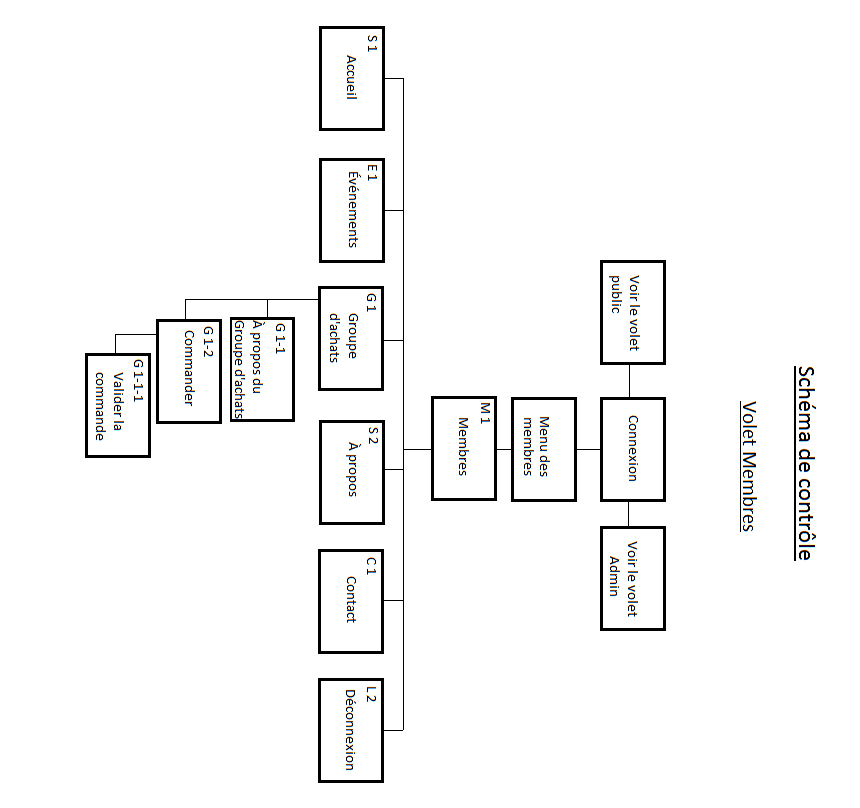 Schéma de contrôle
Volet Membres
Voir le volet
public
Connexion
Voir le volet
Admin
Menu des
membres
M 1
Membres
S 1
Accueil
E 1
Événements
G 1
Groupe
d'achats
S 2
À propos
C 1
Contact
L 2
Déconnexion
G 1-1
À propos du
Groupe d'achats
G 1-2
Commander
G 1-1-1
Valider la
commande